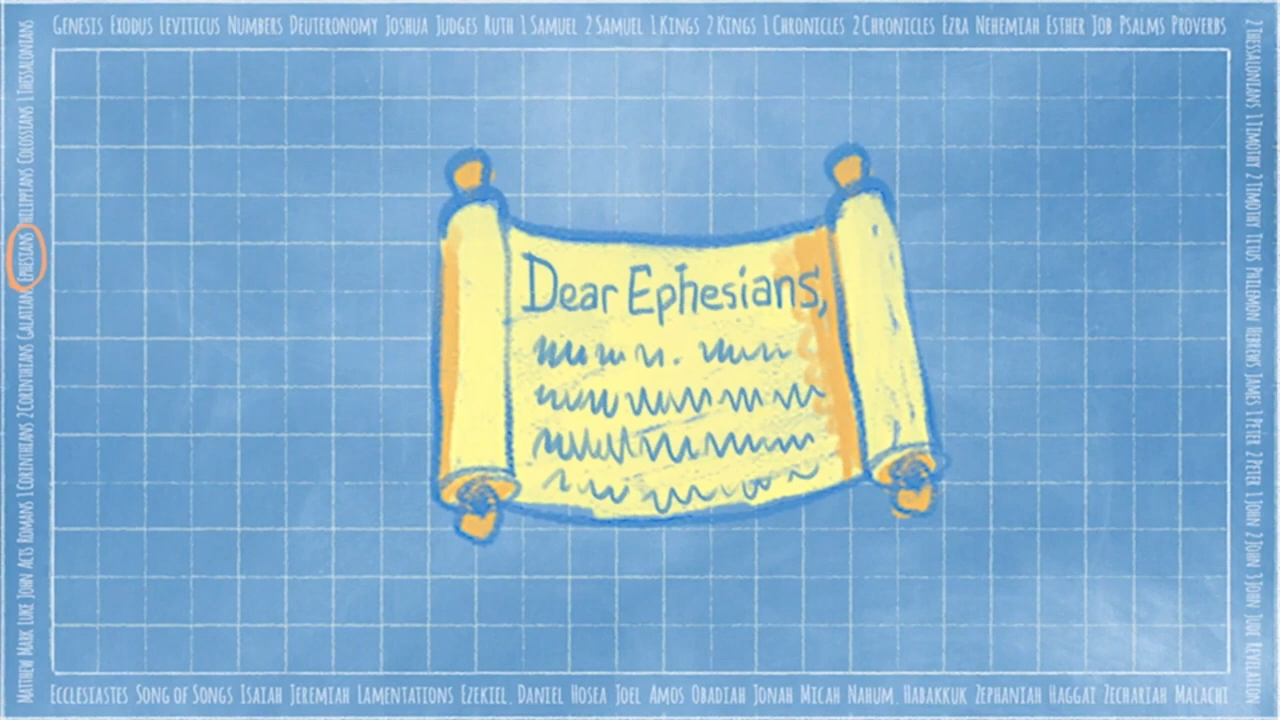 GENESIS EXODUS LEVITICUS NUMBERS DEUTERONOMY JOSHUA JUDGES RUTH 1 SAMUEL 2 SAMUEL 1 KINGS 2 KINGS 1 CHRONICLES 2 CHRONICLES EZRA NEHEMIAH ESTHER JOB PSALMS PROVERBS
MATTHEW MARK LUKE JOHN ACTS ROMANS 1 CORINTHIANS 2 CORINTHIANS GALATIANS EPHESIANS PHILIPPIANS COLOSSIANS 1 THESSALONIANS
Dear Ephesians,
2 THESSALONIANS 1 TIMOTHY 2 TIMOTHY TITUS PHILEMON HEBREWS JAMES 1 PETER 2 PETER 1 JOHN 2 JOHN 3 JOHN JUDE REVELATION
ECCLESIASTES SONG OF SONGS ISAIAH JEREMIAH LAMENTATIONS EZEKIEL DANIEL HOSEA JOEL AMOS OBADIAH JONAH MICAH NAHUM HABAKKUK ZEPHANIAH HAGGAI ZECHARIAH MALACHI